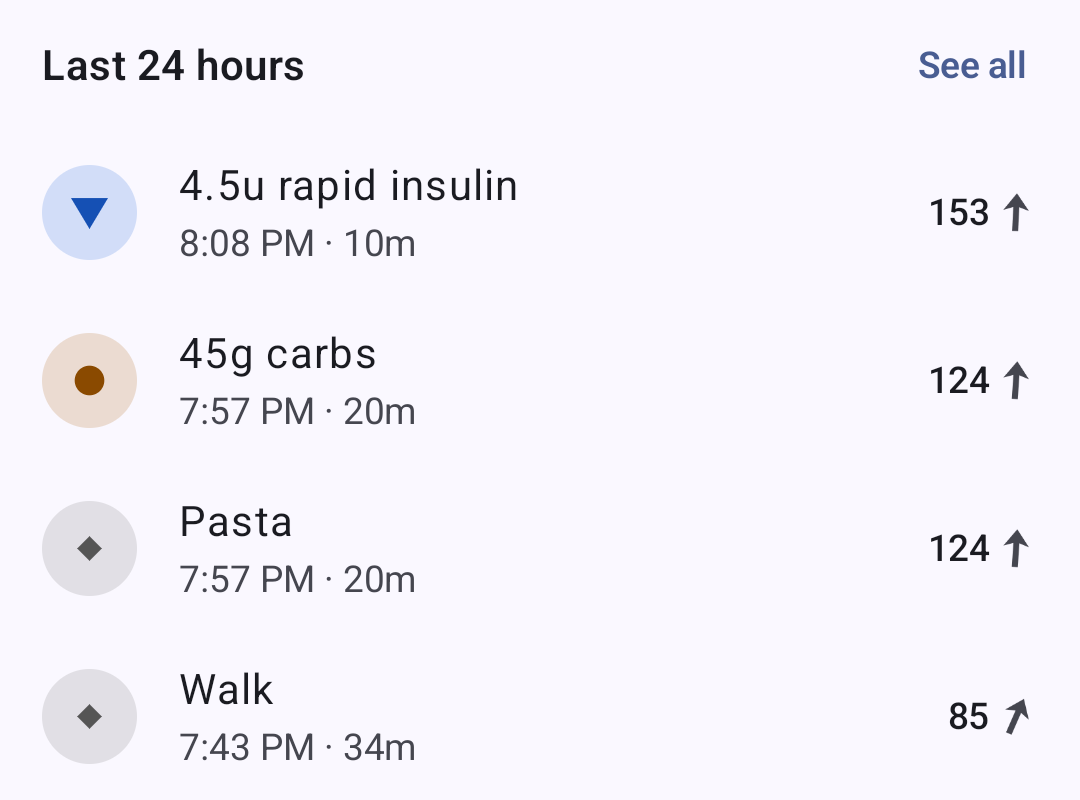 Last 24 hours
See all
4.5u rapid insulin
8:08 PM · 10m
153
45g carbs
7:57 PM · 20m
124
Pasta
7:57 PM · 20m
124
Walk
7:43 PM · 34m
85